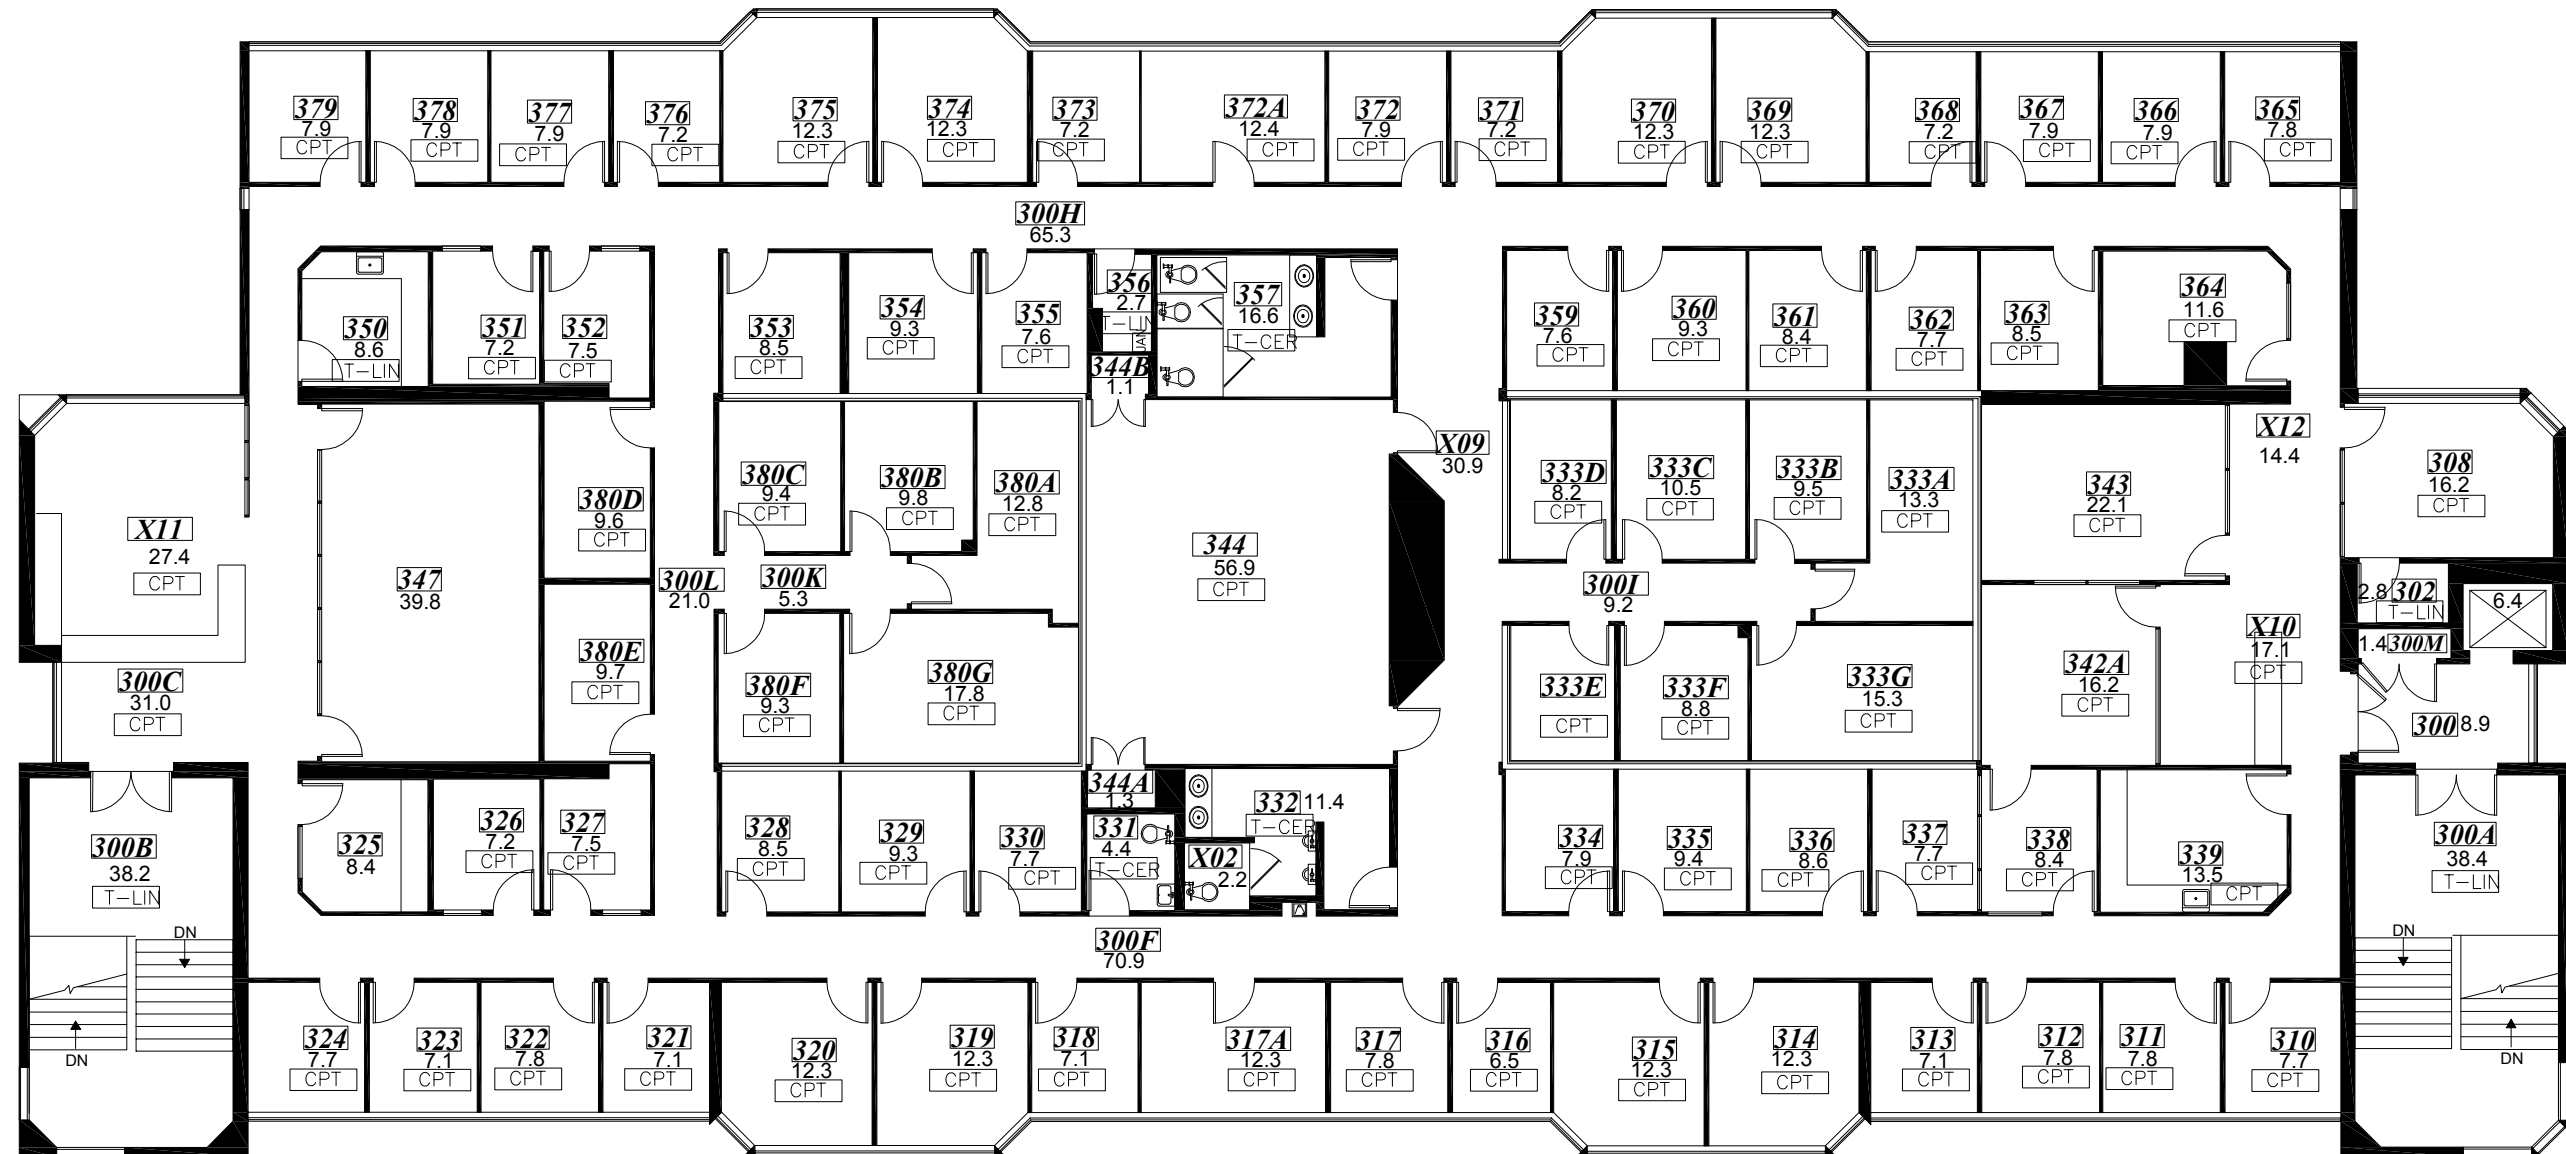 379
7.9
CPT
378
7.9
CPT
377
7.9
CPT
376
7.2
CPT
375
12.3
CPT
374
12.3
CPT
373
7.2
CPT
372A
12.4
CPT
372
7.9
CPT
371
7.2
CPT
370
12.3
CPT
369
12.3
CPT
368
7.2
CPT
367
7.9
CPT
366
7.9
CPT
365
7.8
CPT
300H
65.3
350
8.6
T-LIN
351
7.2
CPT
352
7.5
CPT
353
8.5
CPT
354
9.3
CPT
355
7.6
CPT
356
2.7
T-LIN
JAN
357
16.6
T-CER
344B
1.1
359
7.6
CPT
360
9.3
CPT
361
8.4
CPT
362
7.7
CPT
363
8.5
CPT
364
11.6
CPT
X11
27.4
CPT
347
39.8
380D
9.6
CPT
380C
9.4
CPT
380B
9.8
CPT
380A
12.8
CPT
344
56.9
CPT
X09
30.9
333D
8.2
CPT
333C
10.5
CPT
333B
9.5
CPT
333A
13.3
CPT
343
22.1
CPT
X12
14.4
308
16.2
CPT
300L
21.0
300K
5.3
300I
9.2
2.8 302
T-LIN
6.4
300C
31.0
CPT
380E
9.7
CPT
380F
9.3
CPT
380G
17.8
CPT
333E
CPT
333F
8.8
CPT
333G
15.3
CPT
342A
16.2
CPT
X10
17.1
CPT
1.4 300M
300 8.9
300B
38.2
T-LIN
325
8.4
326
7.2
CPT
327
7.5
CPT
328
8.5
CPT
329
9.3
CPT
330
7.7
CPT
344A
1.3
331
4.4
T-CER
332 11.4
T-CER
X02
2.2
334
7.9
CPT
335
9.4
CPT
336
8.6
CPT
337
7.7
CPT
338
8.4
CPT
339
13.5
CPT
300A
38.4
T-LIN
DN
DN
300F
70.9
DN
DN
324
7.7
CPT
323
7.1
CPT
322
7.8
CPT
321
7.1
CPT
320
12.3
CPT
319
12.3
CPT
318
7.1
CPT
317A
12.3
CPT
317
7.8
CPT
316
6.5
CPT
315
12.3
CPT
314
12.3
CPT
313
7.1
CPT
312
7.8
CPT
311
7.8
CPT
310
7.7
CPT